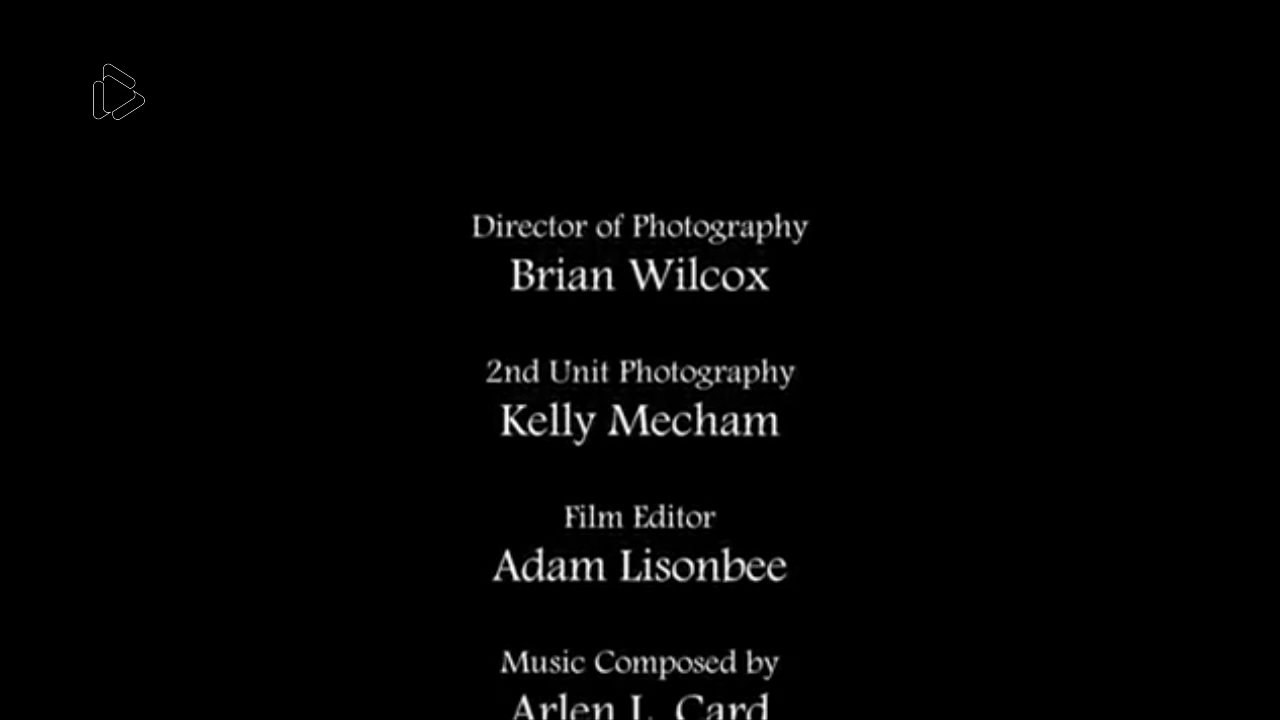 Director of Photography
Brian Wilcox
2nd Unit Photography
Kelly Mecham
Film Editor
Adam Lisonbee
Music Composed by
Arlen L. Card